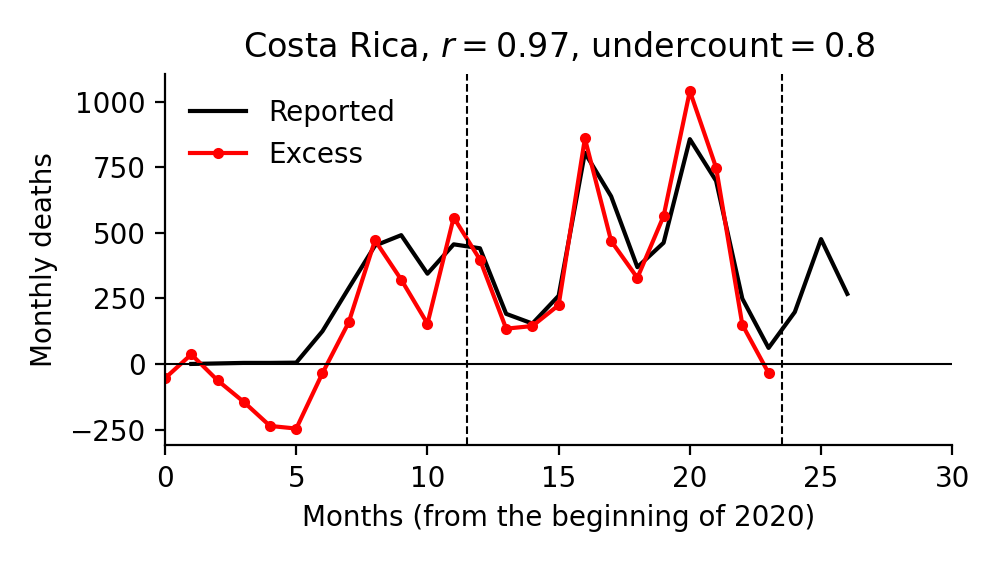 Costa Rica, r = 0.97, undercount = 0.8
Reported
Excess
Monthly deaths
1000
750
500
250
0
−250
0 5 10 15 20 25 30
Months (from the beginning of 2020)